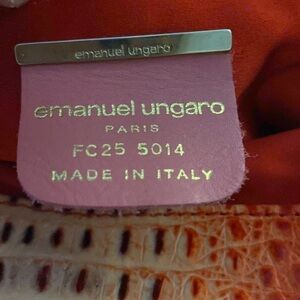 emanuel ungaro
emanuel ungaro
PARIS
FC25 5014
MADE IN ITALY